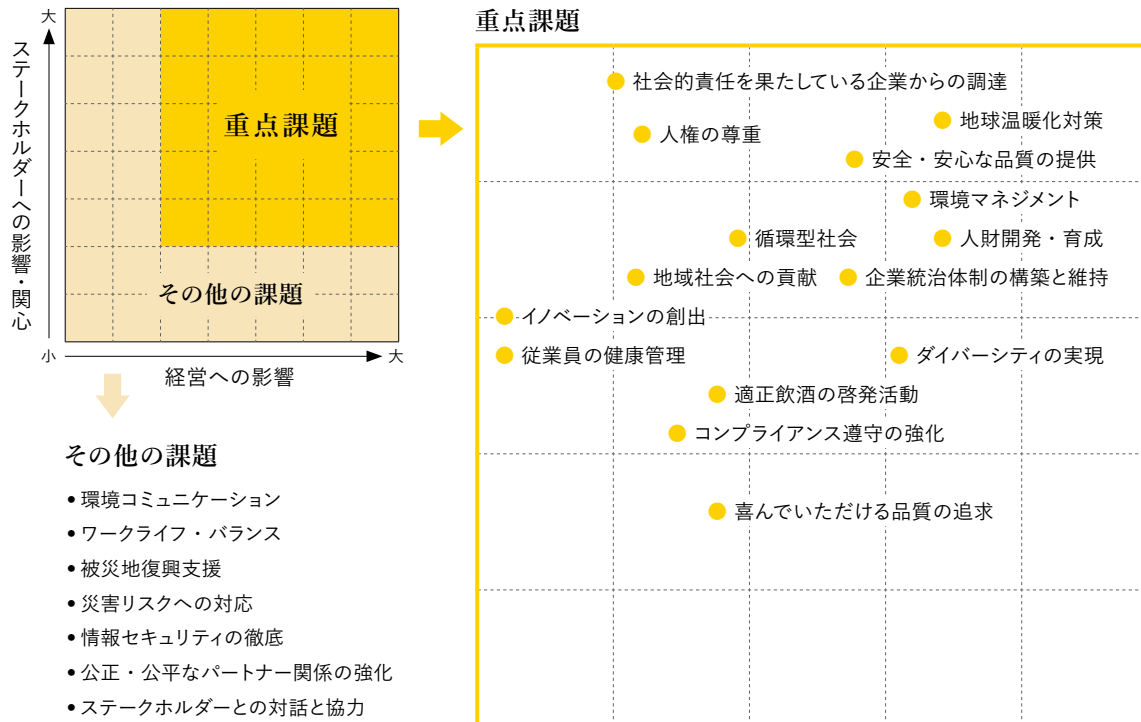 大
ステークホルダーへの影響・関心
小
重点課題
その他の課題
大
経営への影響
その他の課題
•環境コミュニケーション
•ワークライフ・バランス
•被災地復興支援
•災害リスクへの対応
•情報セキュリティの徹底
•公正・公平なパートナー関係の強化
•ステークホルダーとの対話と協力
重点課題
社会的責任を果たしている企業からの調達
地球温暖化対策
人権の尊重
安全・安心な品質の提供
環境マネジメント
循環型社会
人財開発・育成
地域社会への貢献
企業統治体制の構築と維持
イノベーションの創出
従業員の健康管理
ダイバーシティの実現
適正飲酒の啓発活動
コンプライアンス遵守の強化
喜んでいただける品質の追求